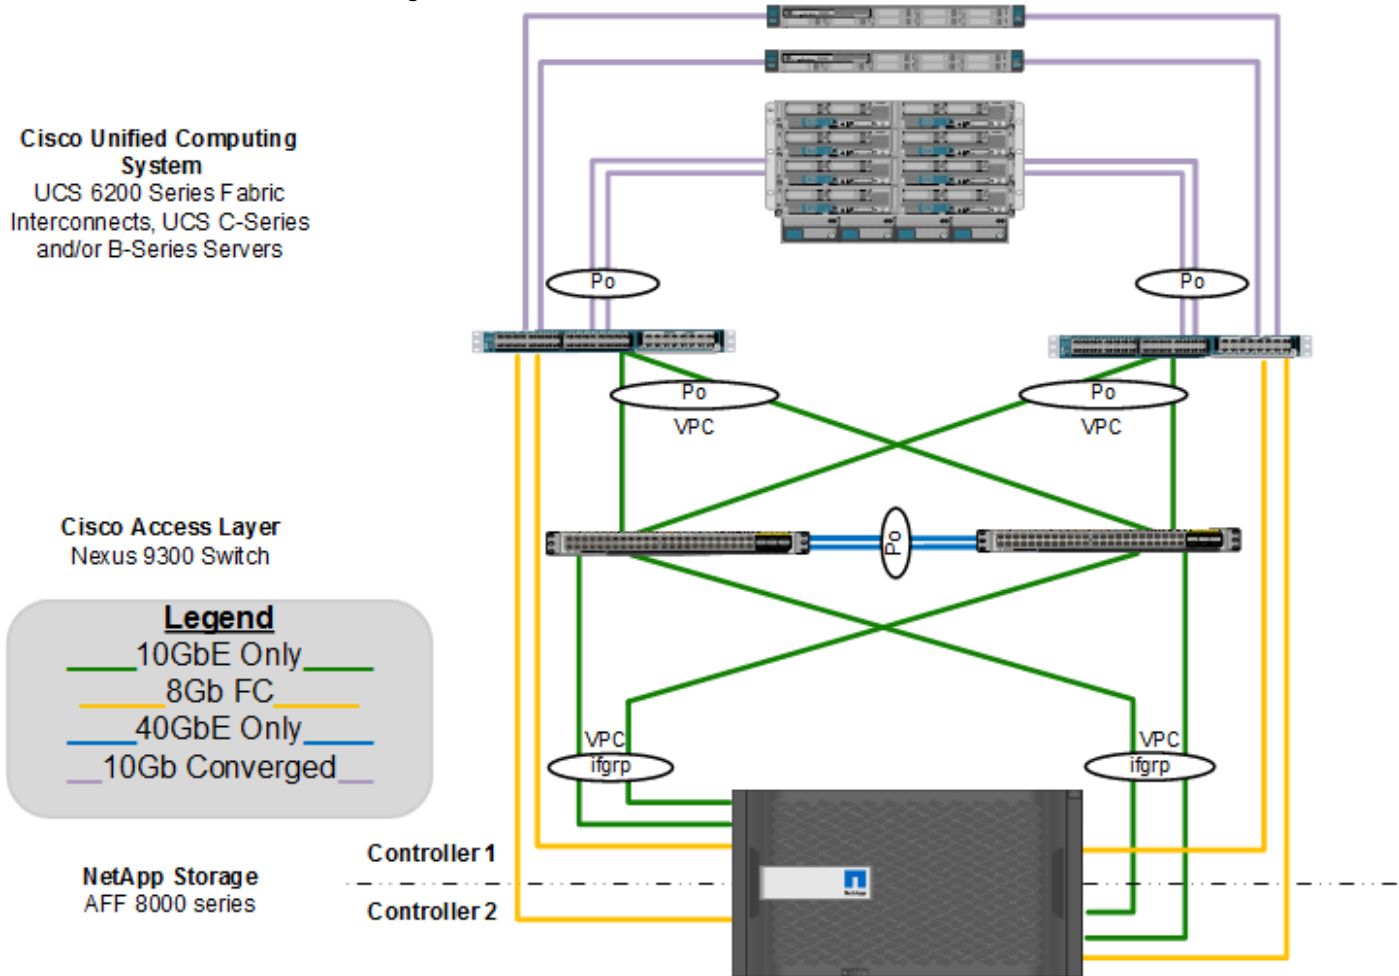 Cisco Unified Computing
System
UCS 6200 Series Fabric
Interconnects, UCS C-Series
and/or B-Series Servers
Po
Po
Po
VPC
Po
VPC
Cisco Access Layer
Nexus 9300 Switch
Po
Legend
10GbE Only
8Gb FC
40GbE Only
10Gb Converged
VPC
ifgrp
VPC
ifgrp
Controller 1
NetApp Storage
AFF 8000 series
Controller 2
NetApp